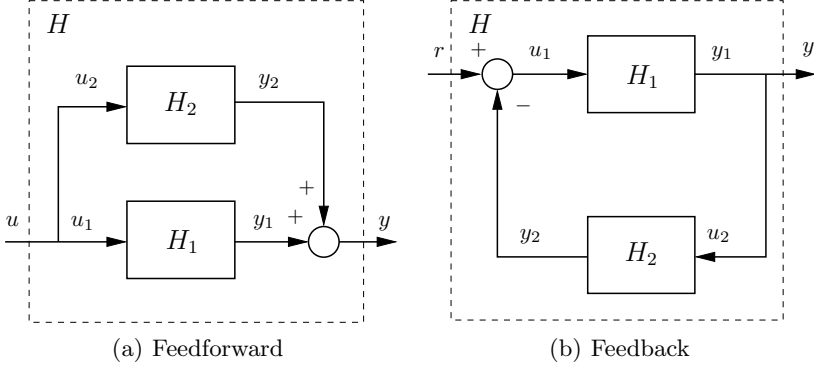 H
u₂
y₂
H₂
+
u
u₁
H₁
y₁
+
y
(a) Feedforward
H
r
+
u₁
H₁
y₁
y
−
y₂
H₂
u₂
(b) Feedback